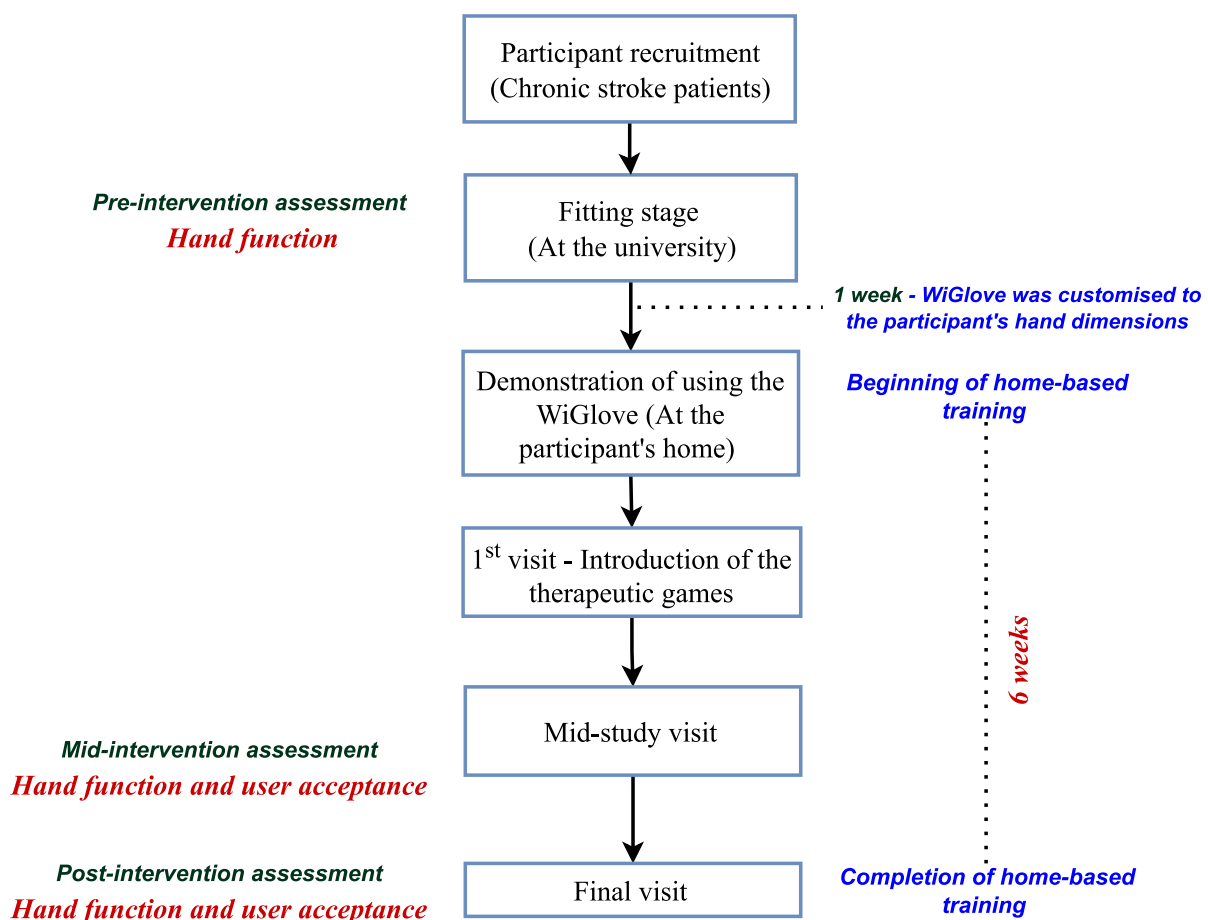 Participant recruitment
(Chronic stroke patients)
Pre-intervention assessment
Hand function
Fitting stage
(At the university)
1 week - WiGlove was customised to
the participant's hand dimensions
Demonstration of using the
WiGlove (At the
participant's home)
Beginning of home-based
training
1st visit - Introduction of the
therapeutic games
6 weeks
Mid-study visit
Mid-intervention assessment
Hand function and user acceptance
Post-intervention assessment
Hand function and user acceptance
Final visit
Completion of home-based
training